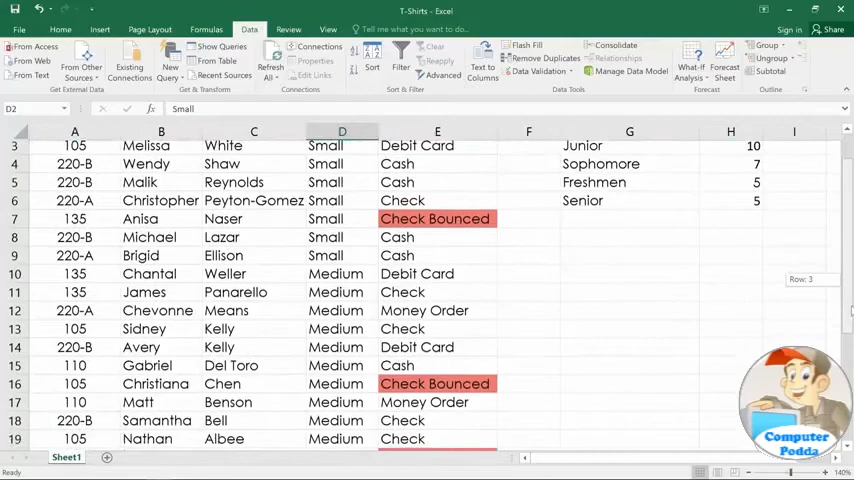 T-Shirts - Excel
File Home Insert Page Layout Formulas Data Review View Tell me what you want to do... Sign in Share
From Access
From Web
From Text
From Other Sources
Existing Connections
Get External Data
New Query
Show Queries
From Table
Recent Sources
Get & Transform
Refresh All
Connections
Properties
Edit Links
Connections
Sort
Filter
Clear
Reapply
Advanced
Sort & Filter
Text to Columns
Flash Fill
Remove Duplicates
Data Validation
Consolidate
Relationships
Manage Data Model
Data Tools
What-If Analysis
Forecast Sheet
Forecast
Group
Ungroup
Subtotal
Outline
D2 fx Small
A B C D E F G H I
3 105 Melissa White Small Debit Card Junior 10
4 220-B Wendy Shaw Small Cash Sophomore 7
5 220-B Malik Reynolds Small Cash Freshmen 5
6 220-A Christopher Peyton-Gomez Small Check Senior 5
7 135 Anisa Naser Small Check Bounced
8 220-B Michael Lazar Small Cash
9 220-A Brigid Ellison Small Cash
10 135 Chantal Weller Medium Debit Card
Row: 3
11 135 James Panarello Medium Check
12 220-A Chevonne Means Medium Money Order
13 105 Sidney Kelly Medium Check
14 220-B Avery Kelly Medium Debit Card
15 110 Gabriel Del Toro Medium Cash
16 105 Christiana Chen Medium Check Bounced
17 110 Matt Benson Medium Money Order
18 220-B Samantha Bell Medium Check
19 105 Nathan Albee Medium Check
Computer
Podda
Sheet1
Ready 140%